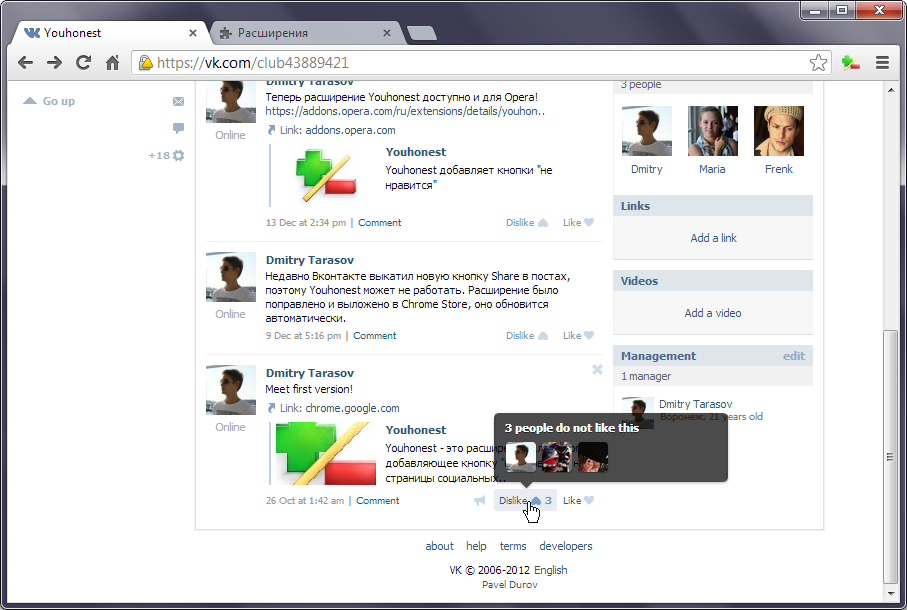 Youhonest
Расширения
https://vk.com/club43889421
Go up
+18
Dmitry Tarasov
Теперь расширение Youhonest доступно и для Opera!
https://addons.opera.com/ru/extensions/details/youhon..
Online
Link: addons.opera.com
Youhonest
Youhonest добавляет кнопки "не
нравится"
13 Dec at 2:34 pm | Comment
Dislike
Like
Dmitry Tarasov
Недавно Вконтакте выкатил новую кнопку Share в постах,
поэтому Youhonest может не работать. Расширение было
поправлено и выложено в Chrome Store, оно обновится
автоматически.
Online
9 Dec at 5:16 pm | Comment
Dislike
Like
Dmitry Tarasov
Meet first version!
Link: chrome.google.com
Online
Youhonest
Youhonest - это
добавляющее кнопку
страницы социальных..
3 people do not like this
26 Oct at 1:42 am | Comment
Dislike 3
Like
3 people
Dmitry
Maria
Frenk
Links
Add a link
Videos
Add a video
Management
edit
1 manager
Dmitry Tarasov
Воронеж, 21 years old
about help terms developers
VK © 2006-2012 English
Pavel Durov